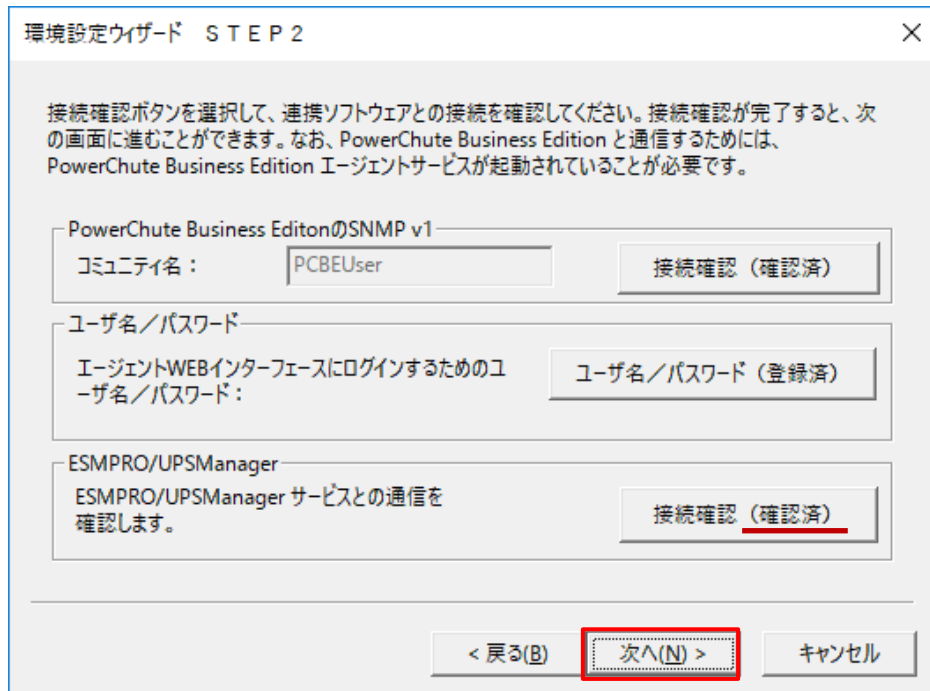 環境設定ウィザード ＳＴＥＰ２
接続確認ボタンを選択して、連携ソフトウェアとの接続を確認してください。接続確認が完了すると、次
の画面に進むことができます。なお、PowerChute Business Edition と通信するためには、
PowerChute Business Edition エージェントサービスが起動されていることが必要です。
PowerChute Business EditonのSNMP v1
コミュニティ名：
PCBEUser
接続確認（確認済）
ユーザ名／パスワード
エージェントWEBインターフェースにログインするためのユ
ーザ名／パスワード：
ユーザ名／パスワード（登録済）
ESMPRO/UPSManager
ESMPRO/UPSManager サービスとの通信を
確認します。
接続確認（確認済）
< 戻る(B)
次へ(N) >
キャンセル